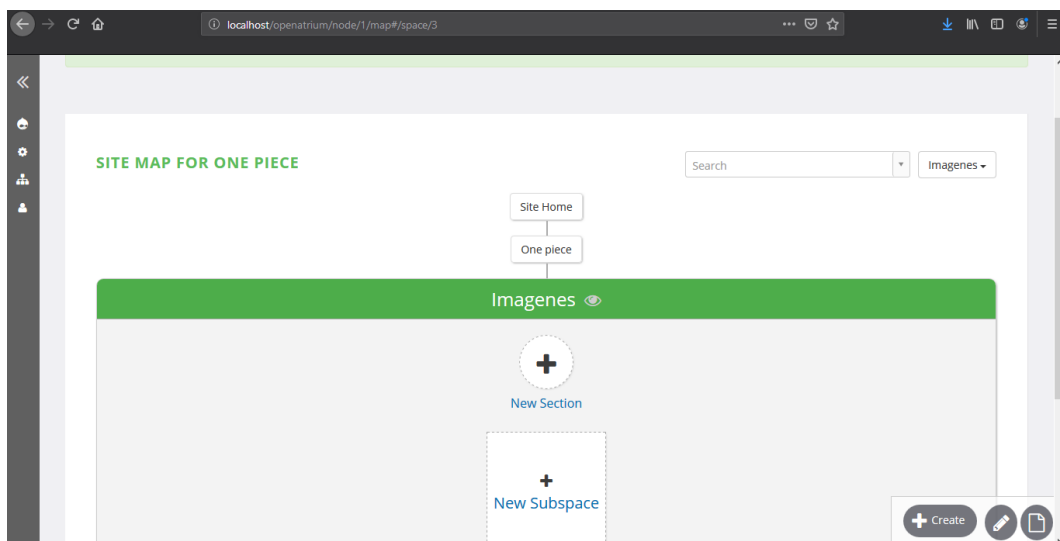 localhost/openatrium/node/1/map#/space/3
SITE MAP FOR ONE PIECE
Search
Imagenes
Site Home
One piece
Imagenes
New Section
New Subspace
Create